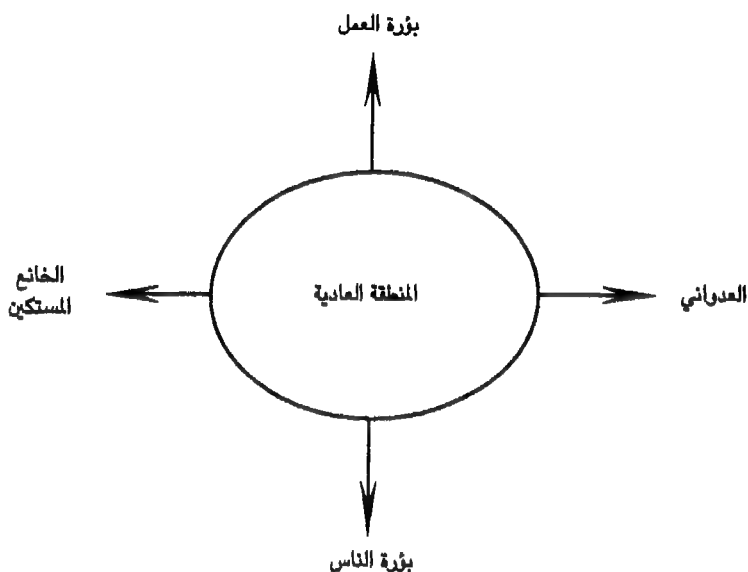 بؤرة العمل
العدواني
المنطقة العادية
الخانع
المستكين
بؤرة الناس